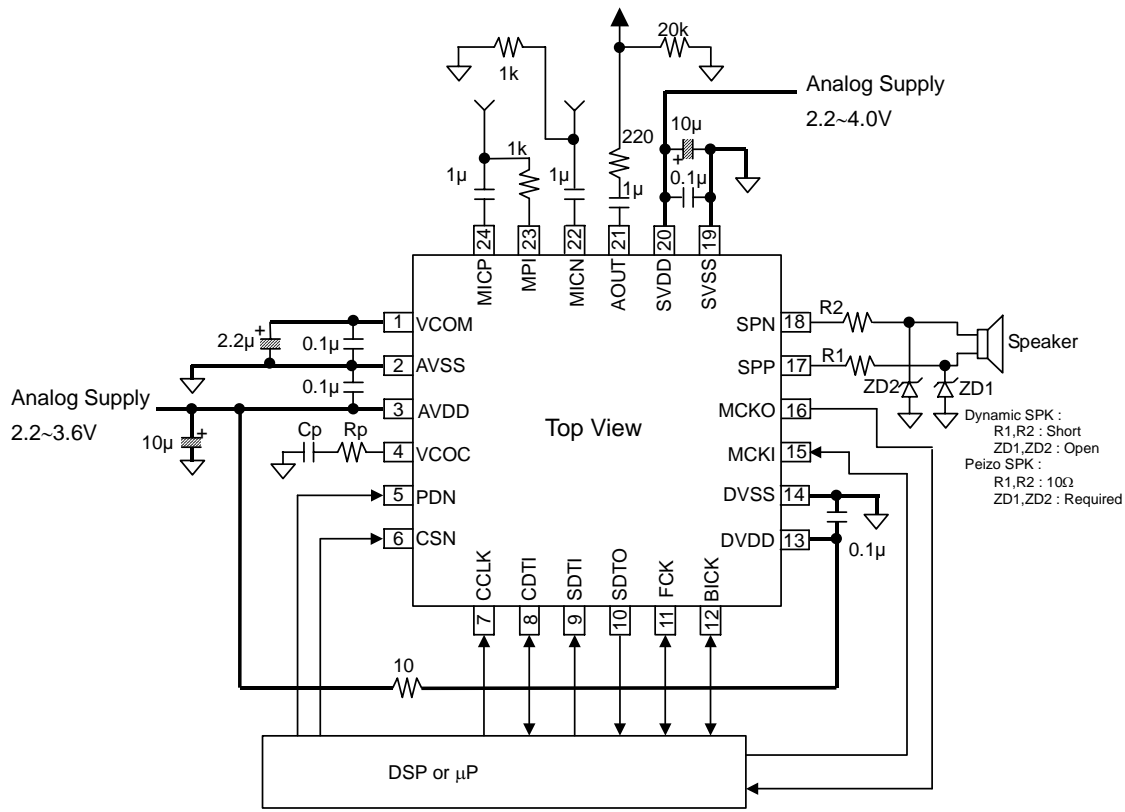 20k
1k
Analog Supply
2.2~4.0V
220
10µ
+
1k
0.1µ
1µ
1µ
1µ
24
23
22
21
20
19
MICP
MPI
MICN
AOUT
SVDD
SVSS
1 VCOM
2 AVSS
3 AVDD
4 VCOC
5 PDN
6 CSN
2.2µ
+
0.1µ
0.1µ
Analog Supply
2.2~3.6V
10µ
+
Cp
Rp
Top View
SPN 18
SPP 17
MCKO 16
MCKI 15
DVSS 14
DVDD 13
R2
R1
Speaker
ZD2
ZD1
Dynamic SPK :
R1,R2 : Short
ZD1,ZD2 : Open
Peizo SPK :
R1,R2 : 10Ω
ZD1,ZD2 : Required
0.1µ
CCLK
CDTI
SDTI
SDTO
FCK
BICK
7
8
9
10
11
12
10
DSP or µP